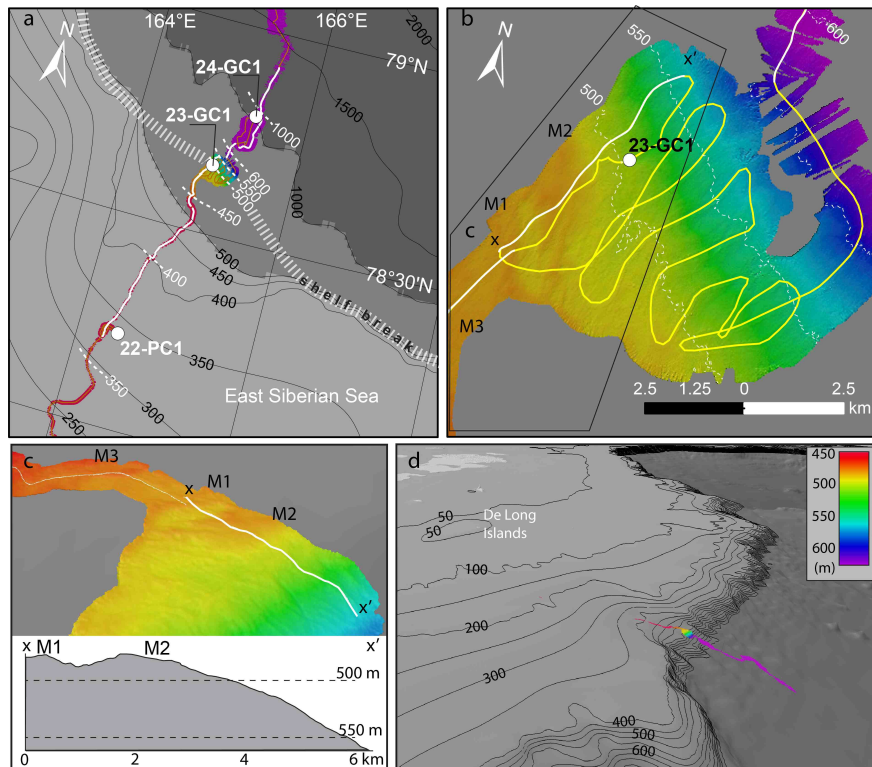 a
164°E
166°E
N
2000
79°N
24-GC1
1500
23-GC1
1000
600
550
500
1000
450
500
450
400
400
78°30'N
shelf break
22-PC1
350
350
300
East Siberian Sea
250
b
N
550
x'
600
500
23-GC1
M2
M1
c
x
M3
2.5 1.25 0 2.5
km
c
M3
x
M1
M2
x'
x M1 M2 x'
500 m
550 m
0 2 4 6 km
d
450
500
550
600
(m)
De Long
Islands
50
50
100
200
300
400
500
600